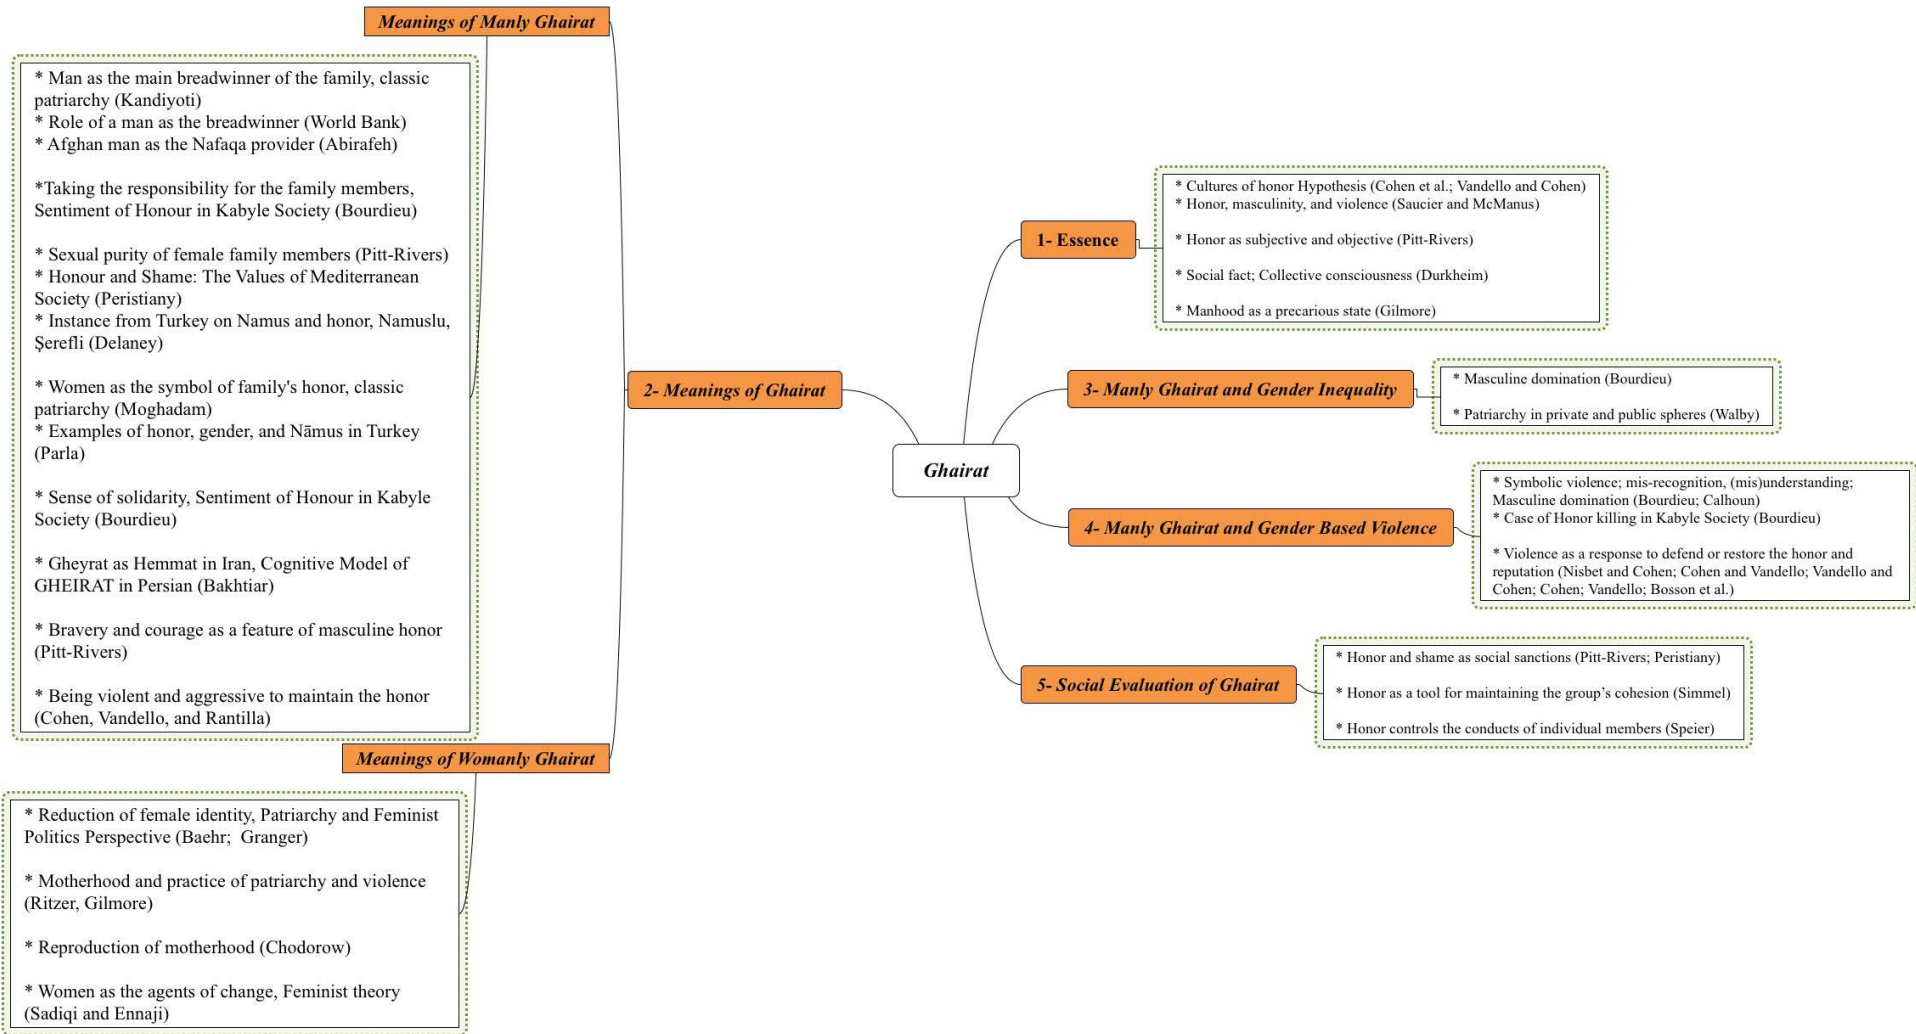 Meanings of Manly Ghairat
* Man as the main breadwinner of the family, classic
patriarchy (Kandiyoti)
* Role of a man as the breadwinner (World Bank)
* Afghan man as the Nafaqa provider (Abirafeh)
*Taking the responsibility for the family members,
Sentiment of Honour in Kabyle Society (Bourdieu)
* Sexual purity of female family members (Pitt-Rivers)
* Honour and Shame: The Values of Mediterranean
Society (Peristiany)
* Instance from Turkey on Namus and honor, Namuslu,
Şerefli (Delaney)
* Women as the symbol of family's honor, classic
patriarchy (Moghadam)
* Examples of honor, gender, and Nāmus in Turkey
(Parla)
* Sense of solidarity, Sentiment of Honour in Kabyle
Society (Bourdieu)
* Gheyrat as Hemmat in Iran, Cognitive Model of
GHEIRAT in Persian (Bakhtiar)
* Bravery and courage as a feature of masculine honor
(Pitt-Rivers)
* Being violent and aggressive to maintain the honor
(Cohen, Vandello, and Rantilla)
Meanings of Womanly Ghairat
* Reduction of female identity, Patriarchy and Feminist
Politics Perspective (Baehr;  Granger)
* Motherhood and practice of patriarchy and violence
(Ritzer, Gilmore)
* Reproduction of motherhood (Chodorow)
* Women as the agents of change, Feminist theory
(Sadiqi and Ennaji)
2- Meanings of Ghairat
Ghairat
1- Essence
* Cultures of honor Hypothesis (Cohen et al.; Vandello and Cohen)
* Honor, masculinity, and violence (Saucier and McManus)
* Honor as subjective and objective (Pitt-Rivers)
* Social fact; Collective consciousness (Durkheim)
* Manhood as a precarious state (Gilmore)
3- Manly Ghairat and Gender Inequality
* Masculine domination (Bourdieu)
* Patriarchy in private and public spheres (Walby)
4- Manly Ghairat and Gender Based Violence
* Symbolic violence; mis-recognition, (mis)understanding;
Masculine domination (Bourdieu; Calhoun)
* Case of Honor killing in Kabyle Society (Bourdieu)
* Violence as a response to defend or restore the honor and
reputation (Nisbet and Cohen; Cohen and Vandello; Vandello and
Cohen; Cohen; Vandello; Bosson et al.)
5- Social Evaluation of Ghairat
* Honor and shame as social sanctions (Pitt-Rivers; Peristiany)
* Honor as a tool for maintaining the group’s cohesion (Simmel)
* Honor controls the conducts of individual members (Speier)